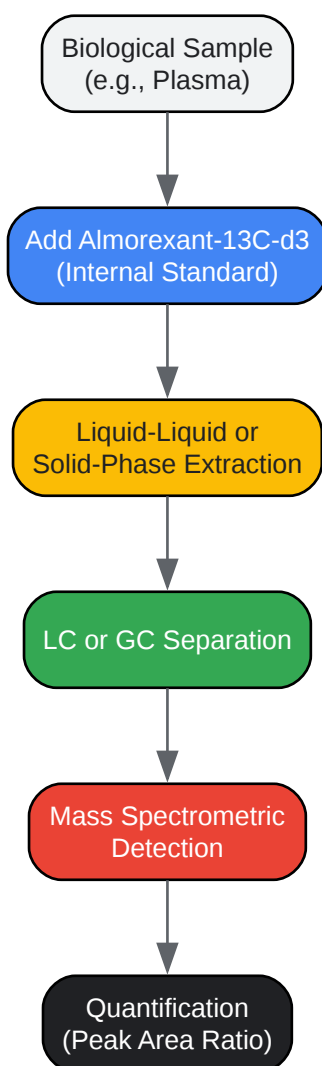 Biological Sample
(e.g., Plasma)
Add Almorexant-13C-d3
(Internal Standard)
Liquid-Liquid or
Solid-Phase Extraction
LC or GC Separation
Mass Spectrometric
Detection
Quantification
(Peak Area Ratio)